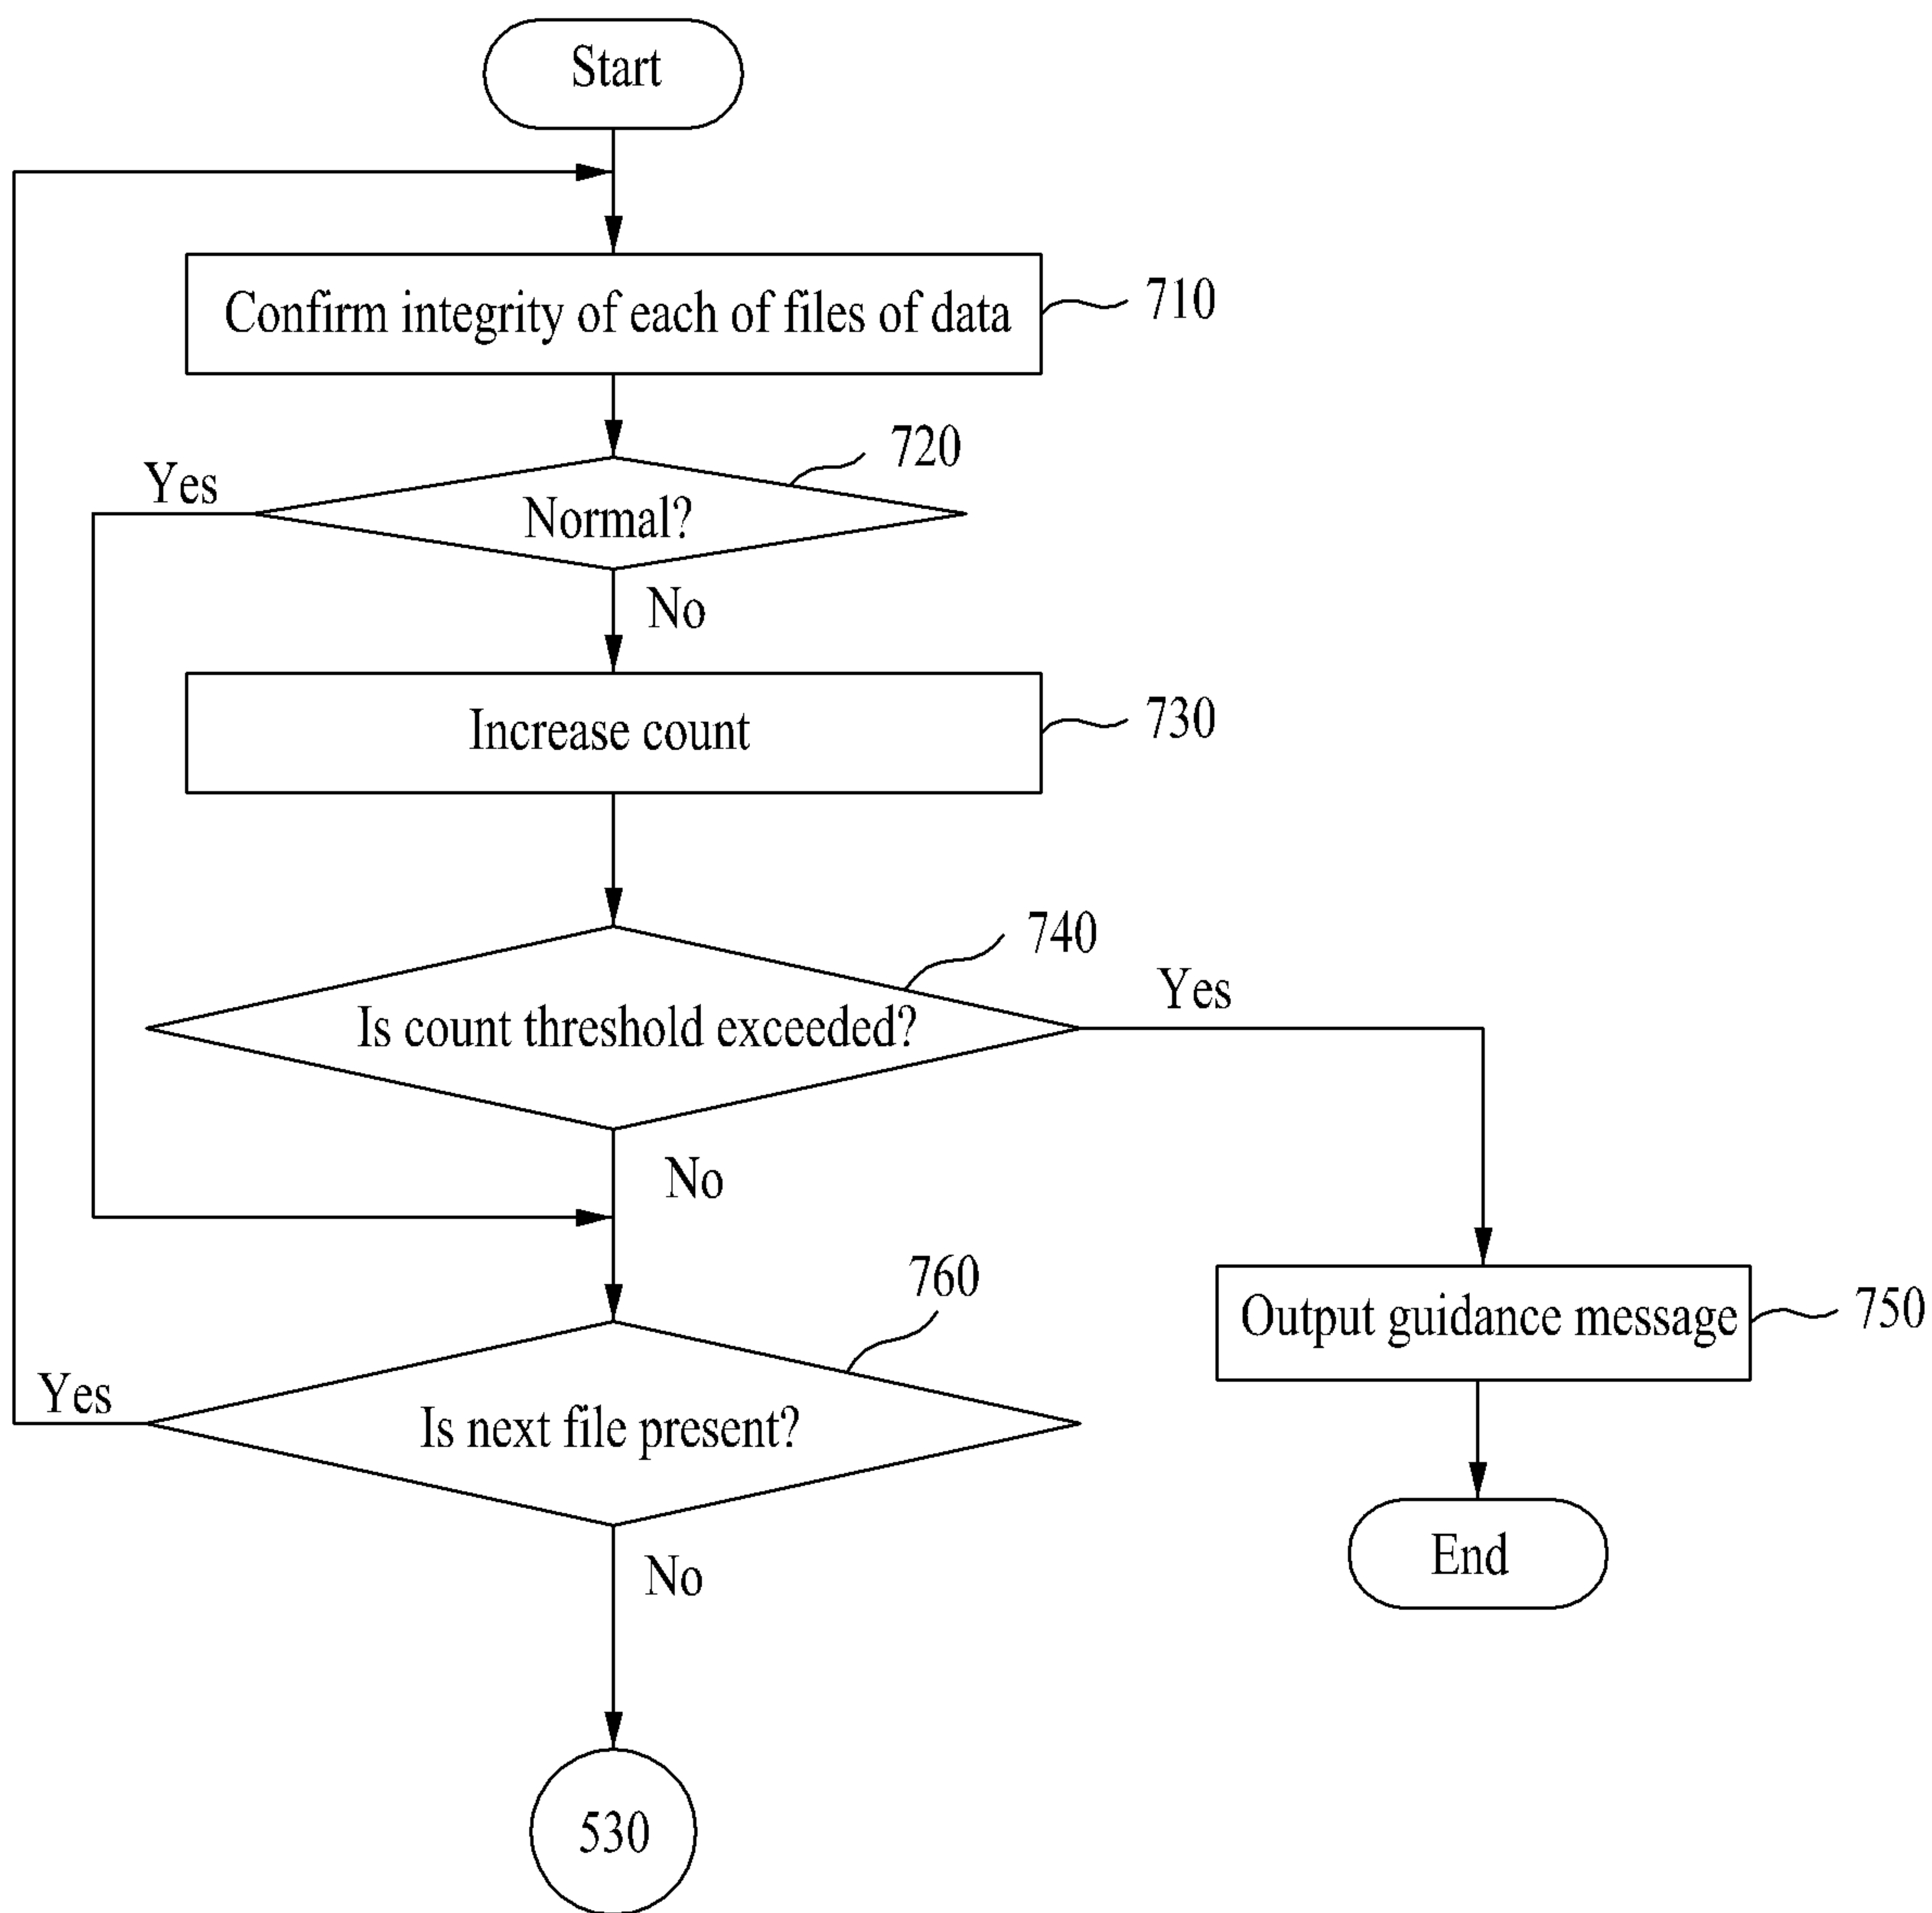 Start
Confirm integrity of each of files of data
710
720
Yes
Normal?
No
Increase count
730
740
Yes
Is count threshold exceeded?
No
760
Output guidance message
750
Yes
Is next file present?
End
No
530